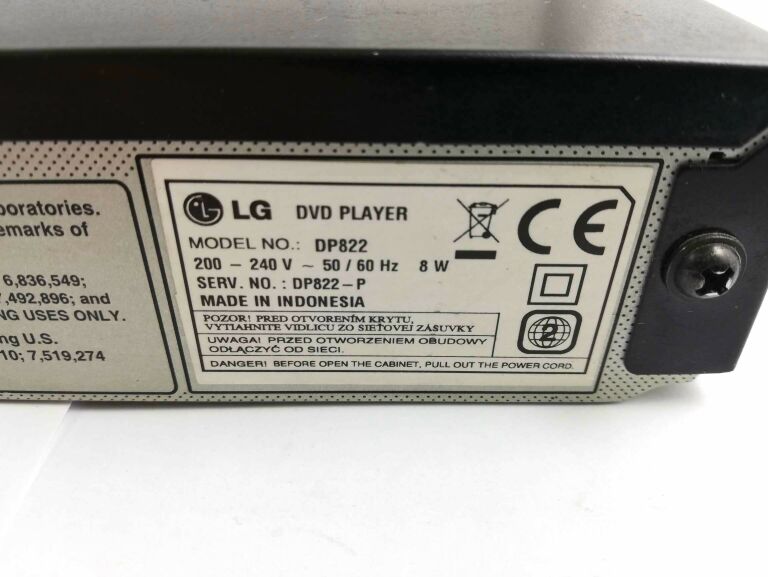 boratories.
emarks of
6,836,549;
7,492,896; and
NG USES ONLY.
ng U.S.
10; 7,519,274
LG DVD PLAYER
MODEL NO.: DP822
200 - 240 V ~ 50 / 60 Hz 8 W
SERV. NO. : DP822-P
MADE IN INDONESIA
POZOR! PRED OTVORENÍM KRYTU,
VYTIAHNITE VIDLICU ZO SIEŤOVEJ ZÁSUVKY
UWAGA! PRZED OTWORZENIEM OBUDOWY
ODŁĄCZYĆ OD SIECI.
DANGER! BEFORE OPEN THE CABINET, PULL OUT THE POWER CORD.
CE
2